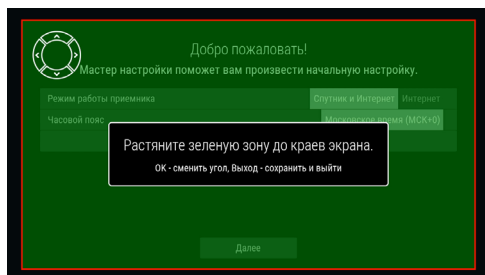 Добро пожаловать!
Мастер настройки поможет вам произвести начальную настройку.
Режим работы приемника Спутник и Интернет Интернет
Часовой пояс Московское время (МСК+0)
Растяните зеленую зону до краев экрана.
OK - сменить угол, Выход - сохранить и выйти
Далее